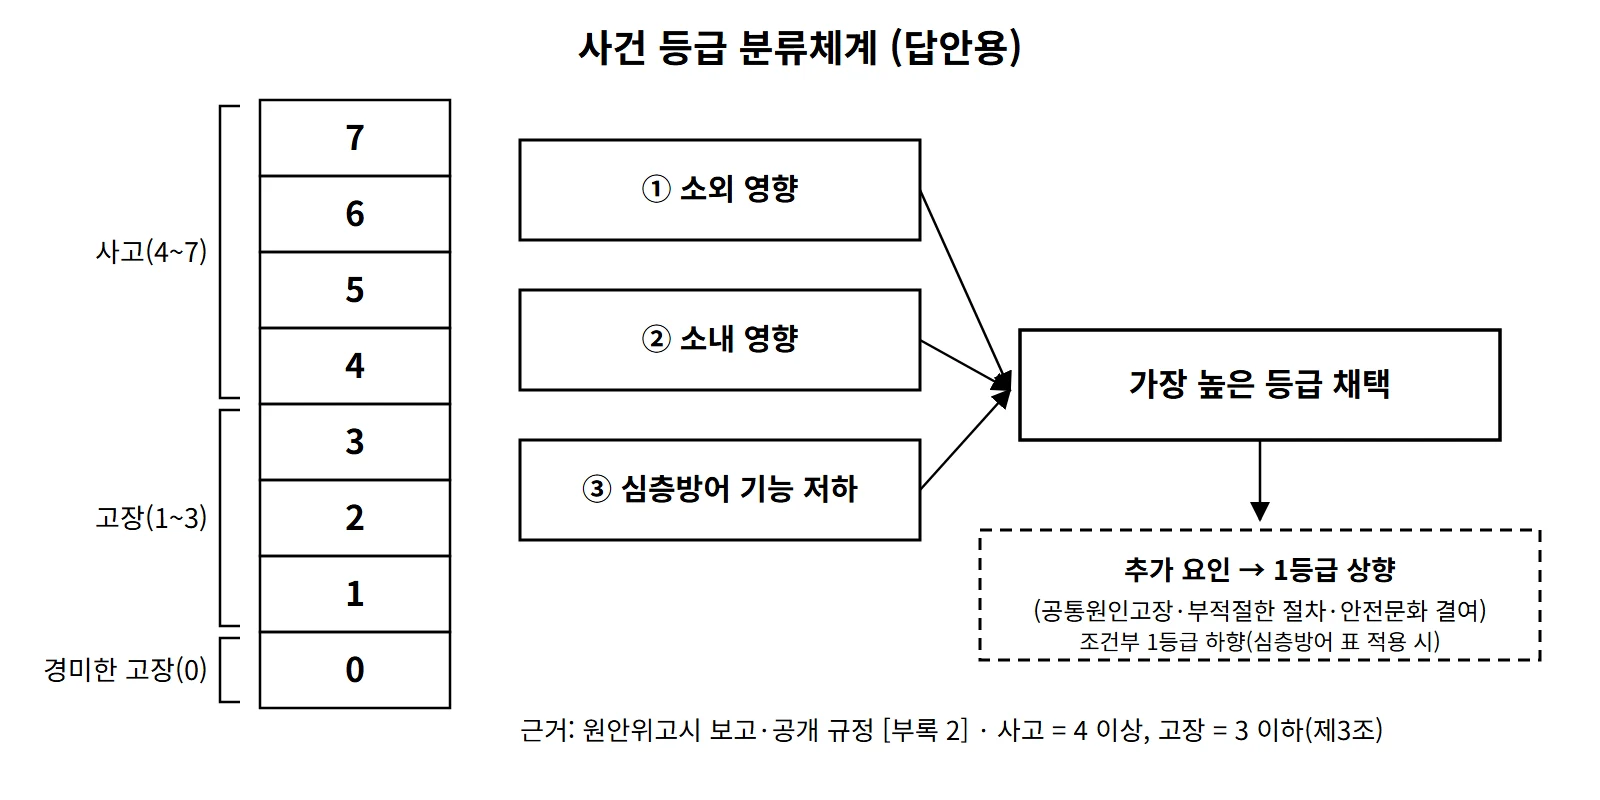 사건 등급 분류체계 (답안용)
7
6
5
4
3
2
1
0
사고(4~7)
고장(1~3)
경미한 고장(0)
① 소외 영향
② 소내 영향
③ 심층방어 기능 저하
가장 높은 등급 채택
추가 요인 → 1등급 상향
(공통원인고장·부적절한 절차·안전문화 결여)
조건부 1등급 하향(심층방어 표 적용 시)
근거: 원안위고시 보고·공개 규정 [부록 2] · 사고 = 4 이상, 고장 = 3 이하(제3조)